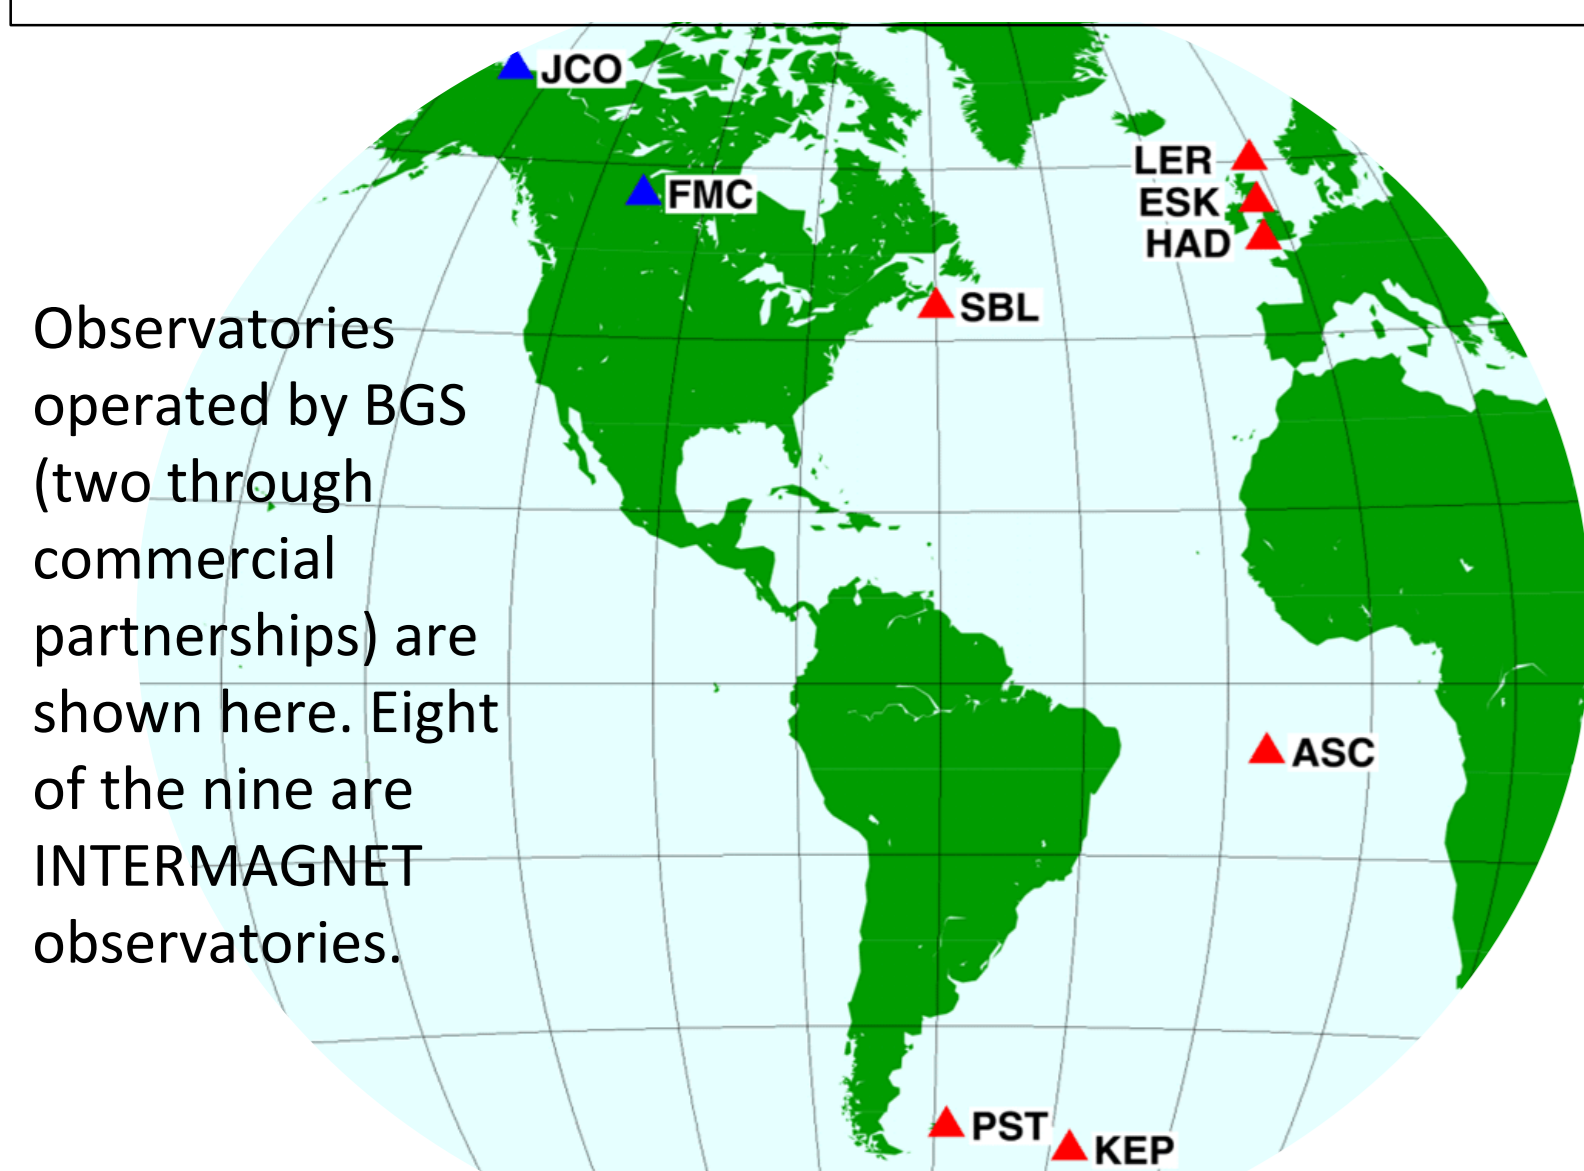 JCO
FMC
LER
ESK
HAD
SBL
Observatories
operated by BGS
(two through
commercial
partnerships) are
shown here. Eight
of the nine are
INTERMAGNET
observatories.
ASC
PST
KEP